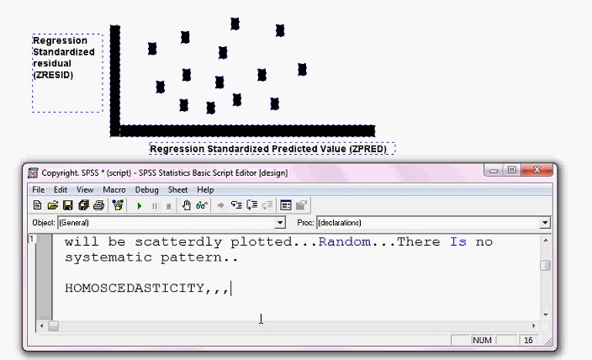 Regression
Standardized
residual
(ZRESID)
Regression Standardized Predicted Value (ZPRED)
Copyright. SPSS * (script) - SPSS Statistics Basic Script Editor [design]
File Edit View Macro Debug Sheet Help
Object: (General) Proc: (declarations)
1
will be scatterdly plotted...Random...There Is no
systematic pattern..
HOMOSCEDASTICITY,,,
NUM 16